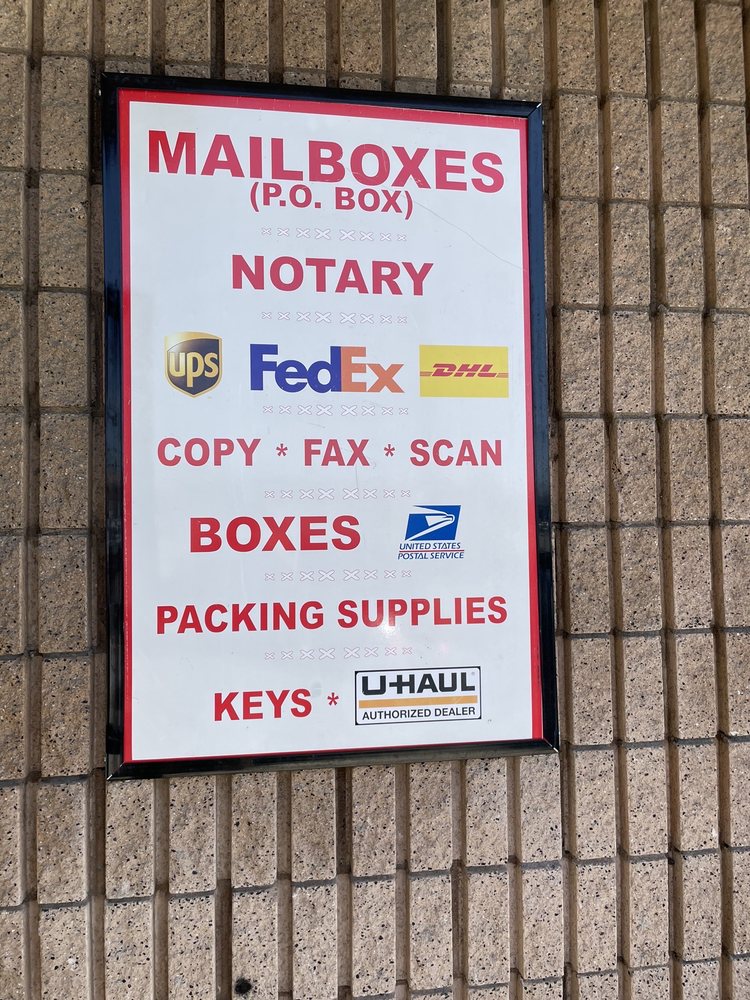 MAILBOXES
(P.O. BOX)
NOTARY
ups FedEx DHL
COPY * FAX * SCAN
BOXES UNITED STATES
POSTAL SERVICE
PACKING SUPPLIES
KEYS * U-HAUL
AUTHORIZED DEALER